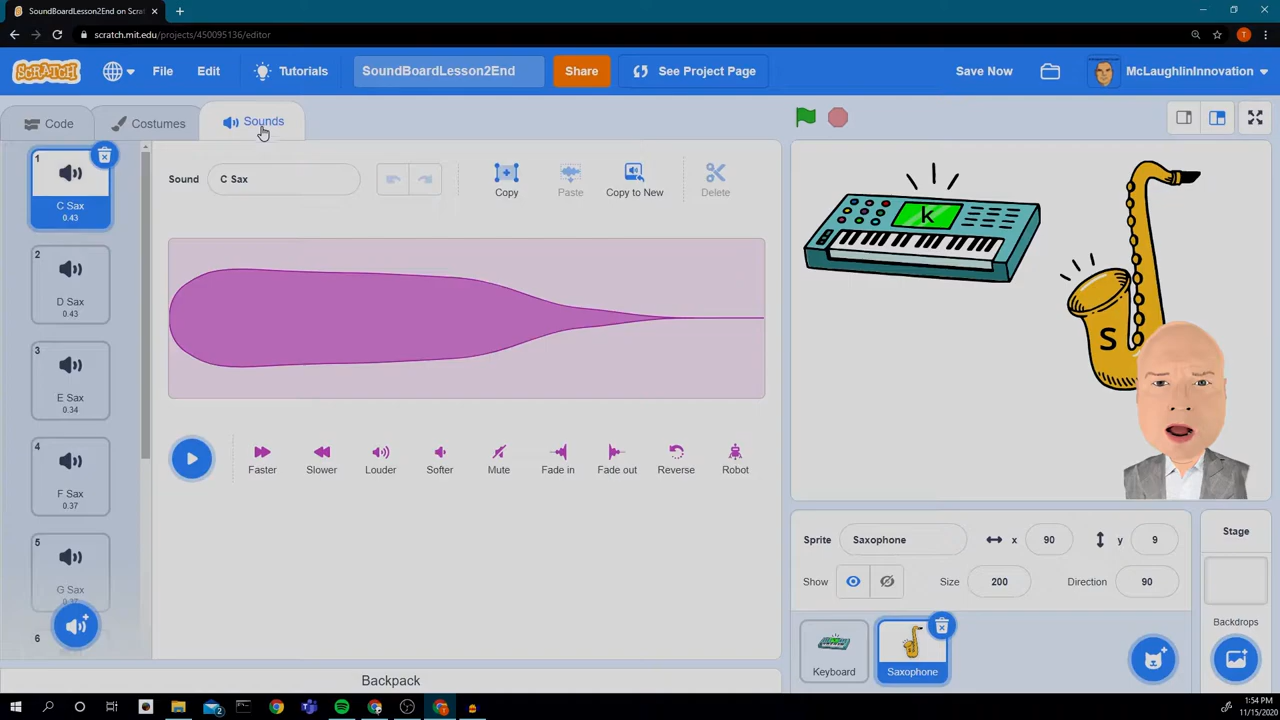 SoundBoardLesson2End on Scrat
scratch.mit.edu/projects/450095136/editor
T
SCRATCH
File
Edit
Tutorials
SoundBoardLesson2End
Share
See Project Page
Save Now
McLaughlinInnovation
Code
Costumes
Sounds
1
C Sax
0.43
2
D Sax
0.43
3
E Sax
0.34
4
F Sax
0.37
5
G Sax
0.37
6
Sound
C Sax
Copy
Paste
Copy to New
Delete
Faster
Slower
Louder
Softer
Mute
Fade in
Fade out
Reverse
Robot
k
S
Sprite
Saxophone
x
90
y
9
Show
Size
200
Direction
90
Keyboard
Saxophone
Stage
Backdrops
Backpack
1:54 PM
11/15/2020